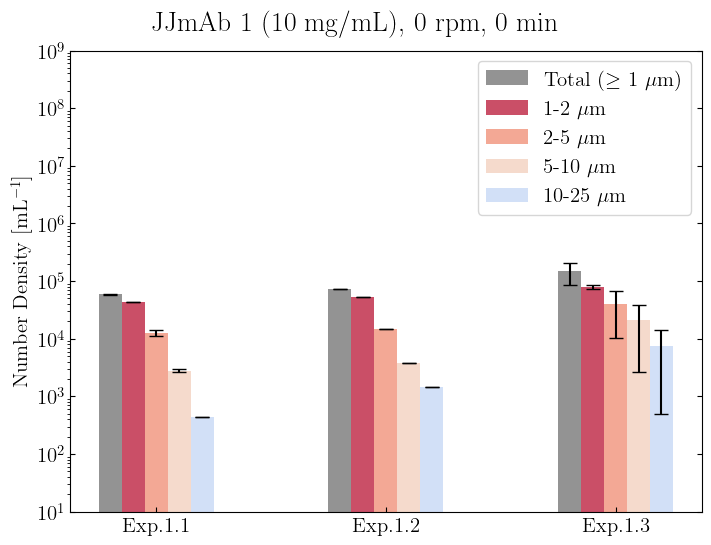 JJmAb 1 (10 mg/mL), 0 rpm, 0 min
Number Density [mL⁻¹]
10⁹
10⁸
10⁷
10⁶
10⁵
10⁴
10³
10²
10¹
Total (≥ 1 μm)
1-2 μm
2-5 μm
5-10 μm
10-25 μm
Exp.1.1 Exp.1.2 Exp.1.3